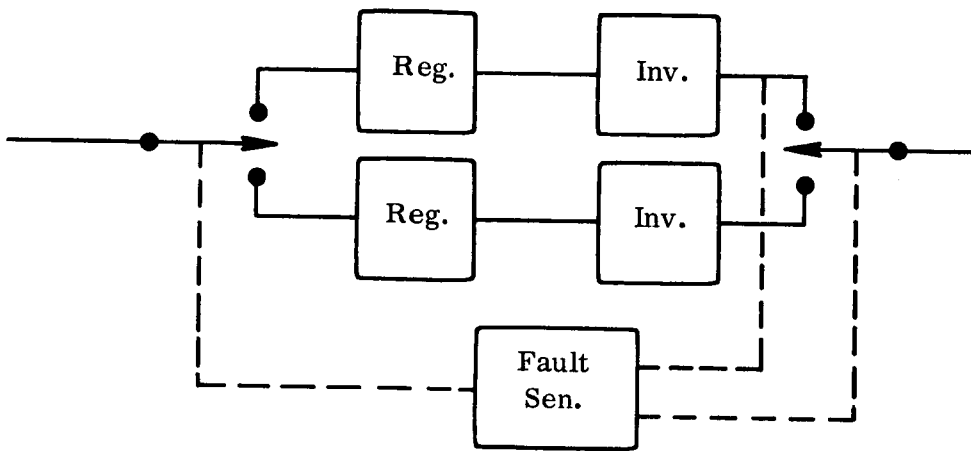 Reg.
Inv.
Reg.
Inv.
Fault
Sen.